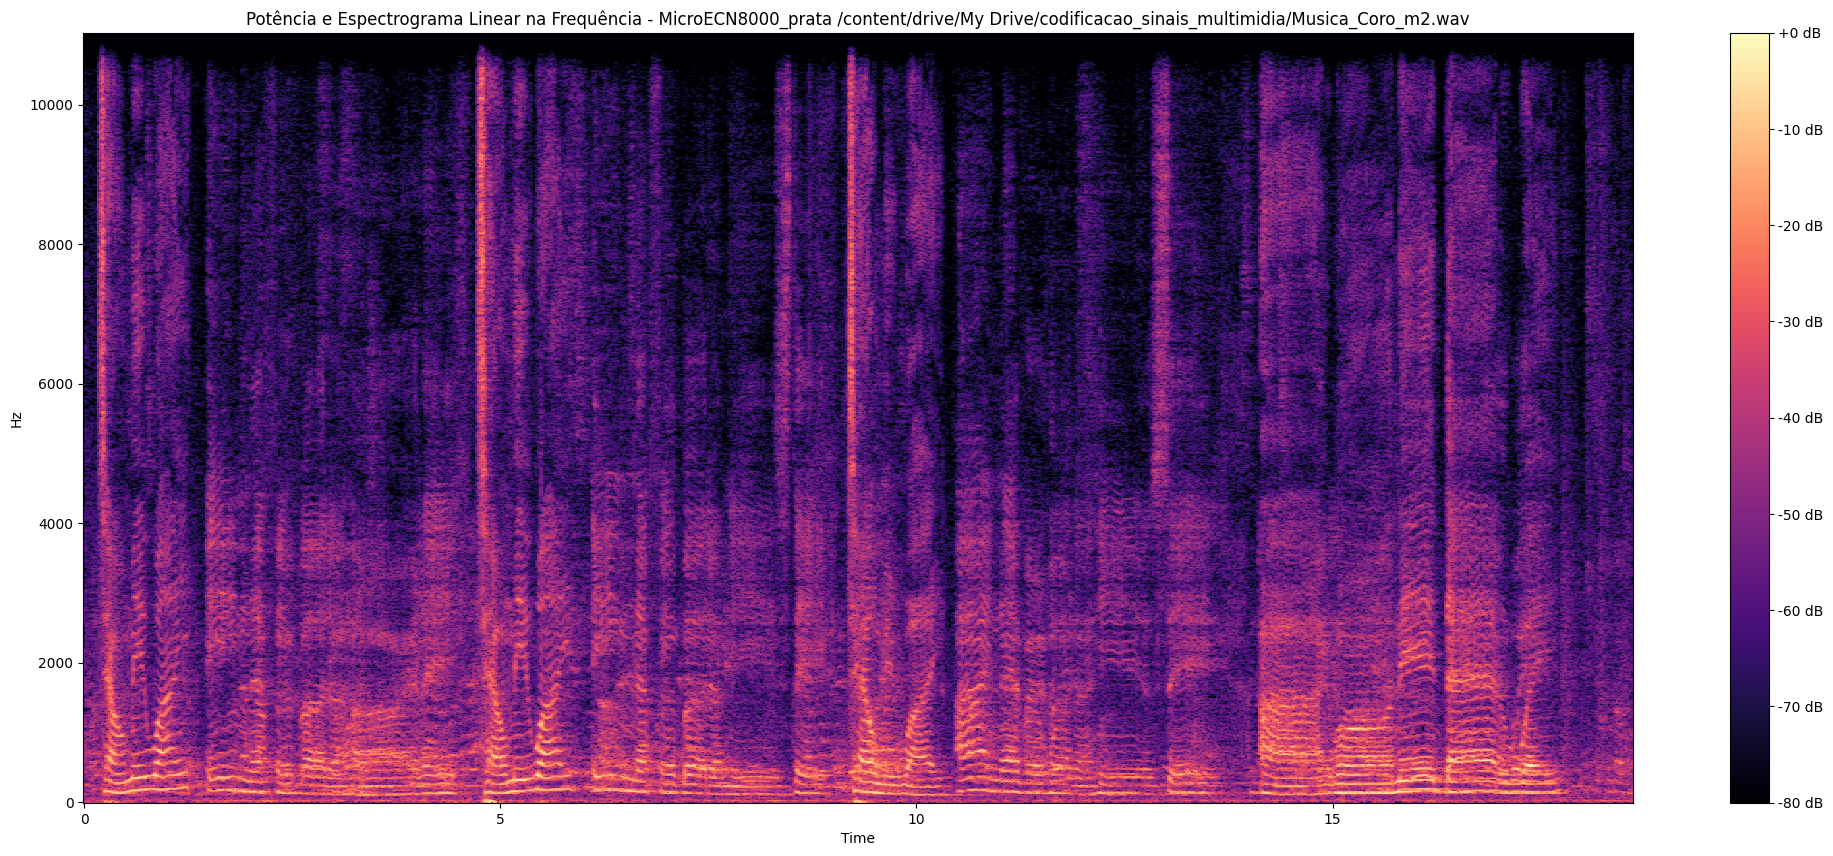 Potência e Espectrograma Linear na Frequência - MicroECN8000_prata /content/drive/My Drive/codificacao_sinais_multimidia/Musica_Coro_m2.wav
+0 dB
10000
-10 dB
8000
-20 dB
-30 dB
6000
Hz
-40 dB
4000
-50 dB
-60 dB
2000
-70 dB
0
-80 dB
0
5
10
15
Time